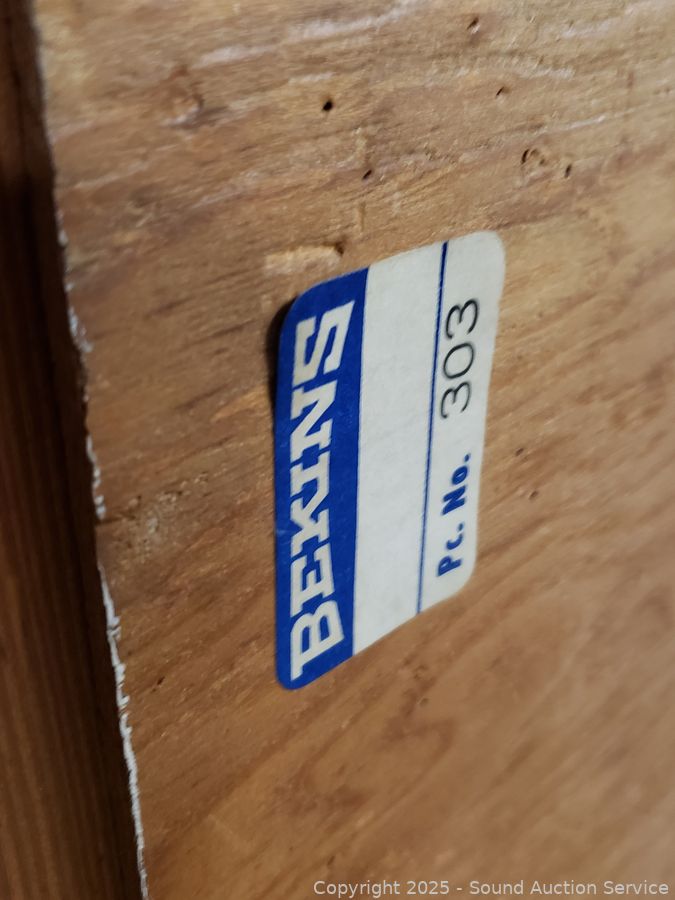 BEKINS
Pc. No. 303
Copyright 2025 - Sound Auction Service